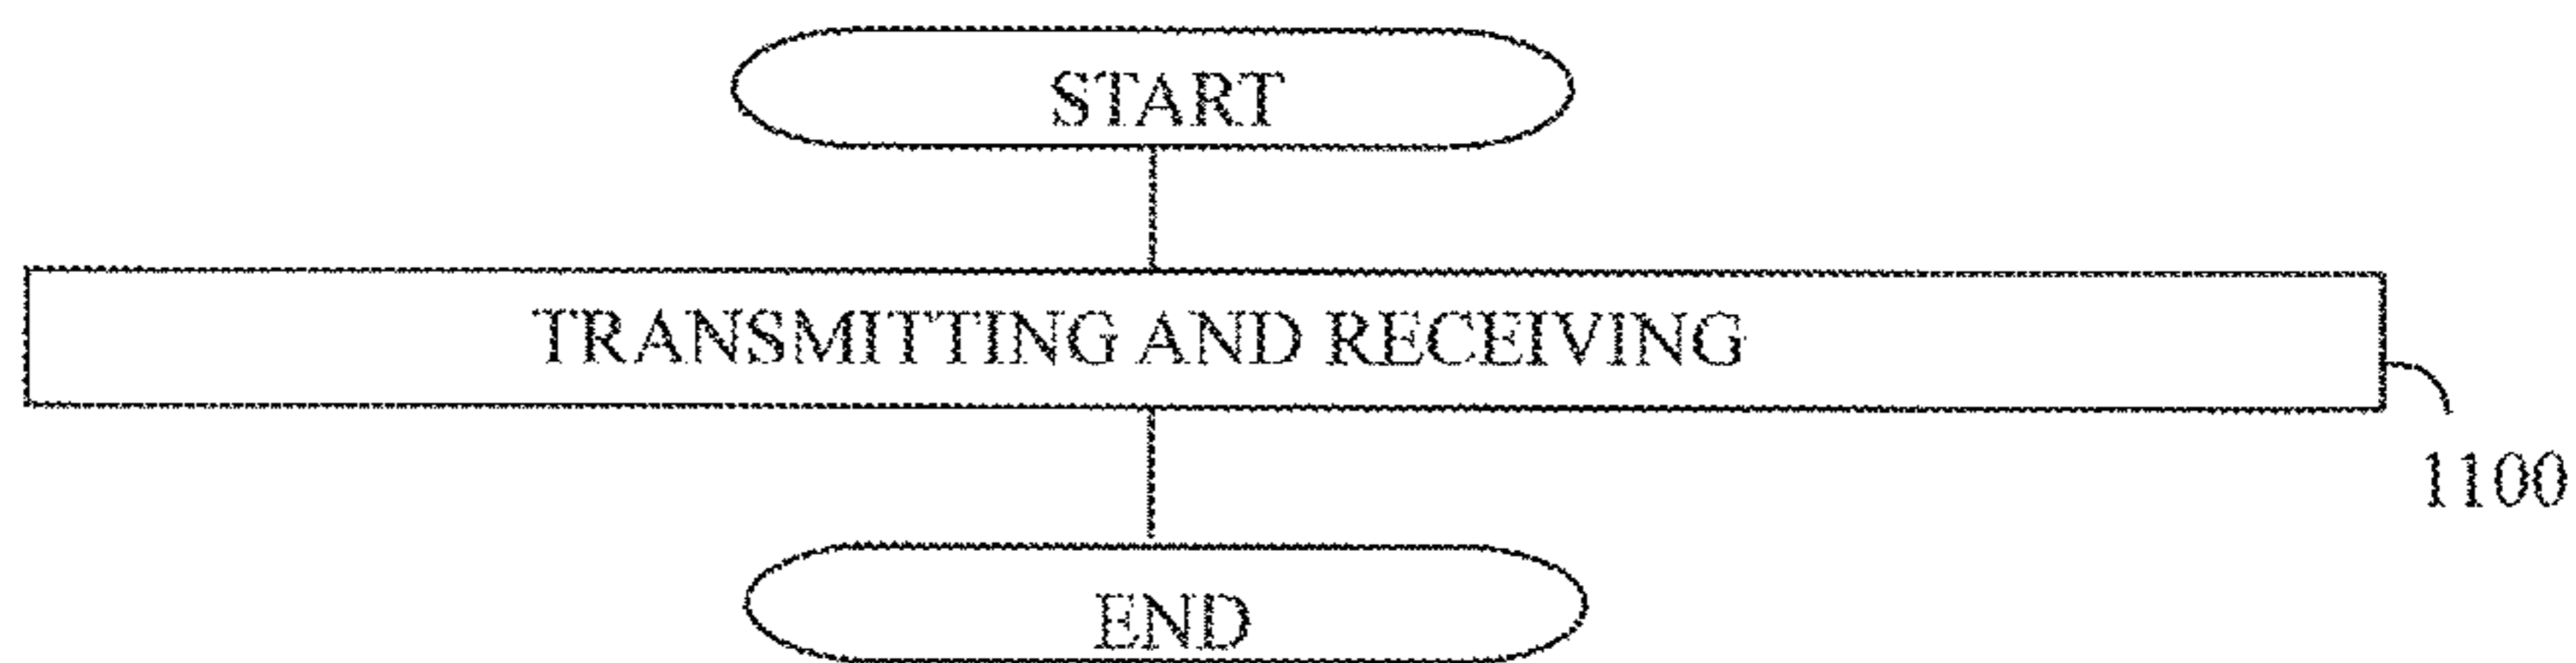 START
TRANSMITTING AND RECEIVING
1100
END